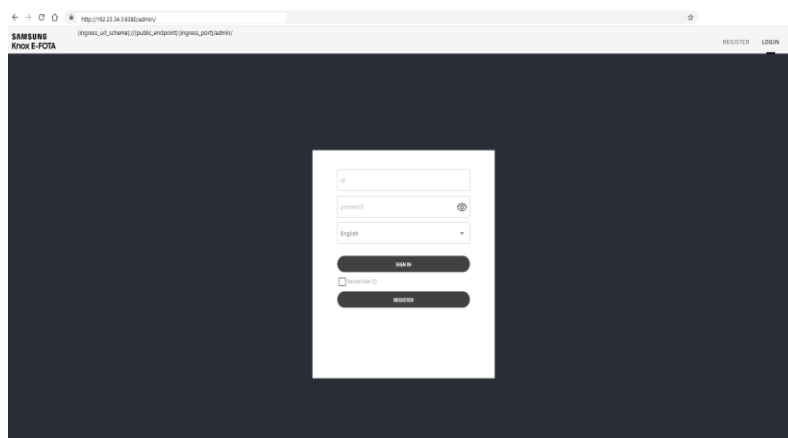 http://192.23.34.3:6380/admin/
SAMSUNG
Knox E-FOTA
{ingress_url_scheme}://{public_endpoint}:{ingress_port}/admin/
REGISTER LOGIN
id
password
English
SIGN IN
Remember ID
REGISTER